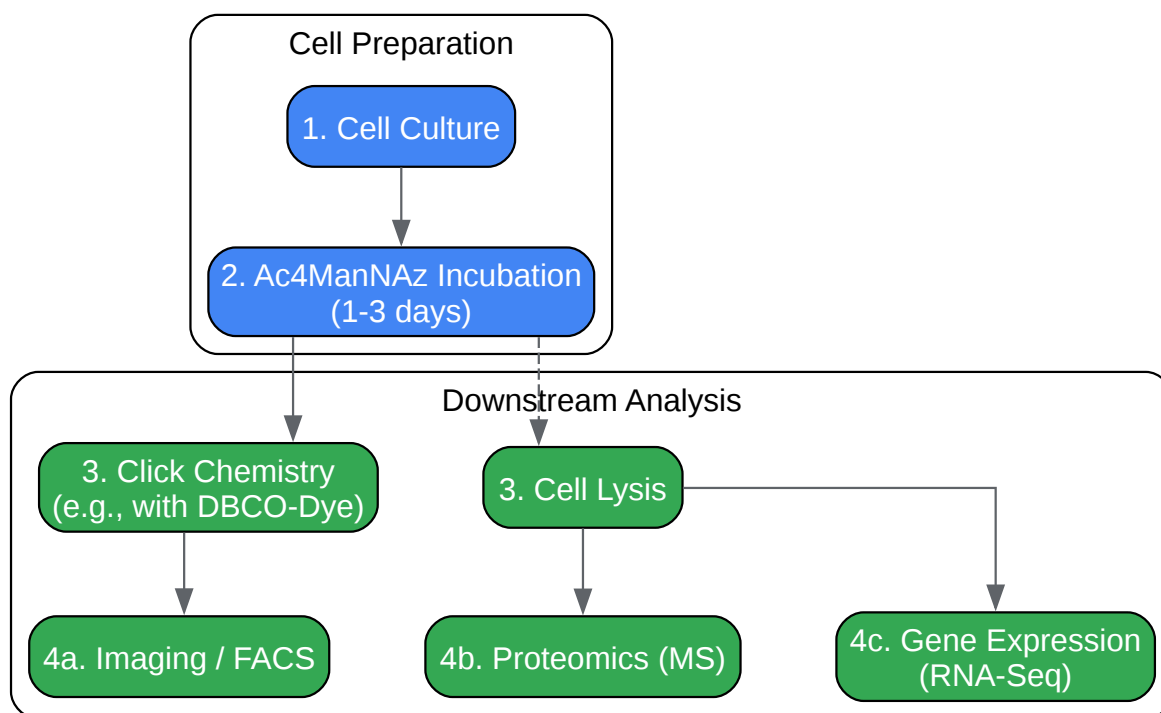 Cell Preparation
1. Cell Culture
2. Ac4ManNAz Incubation
(1-3 days)
Downstream Analysis
3. Click Chemistry
(e.g., with DBCO-Dye)
3. Cell Lysis
4a. Imaging / FACS
4b. Proteomics (MS)
4c. Gene Expression
(RNA-Seq)